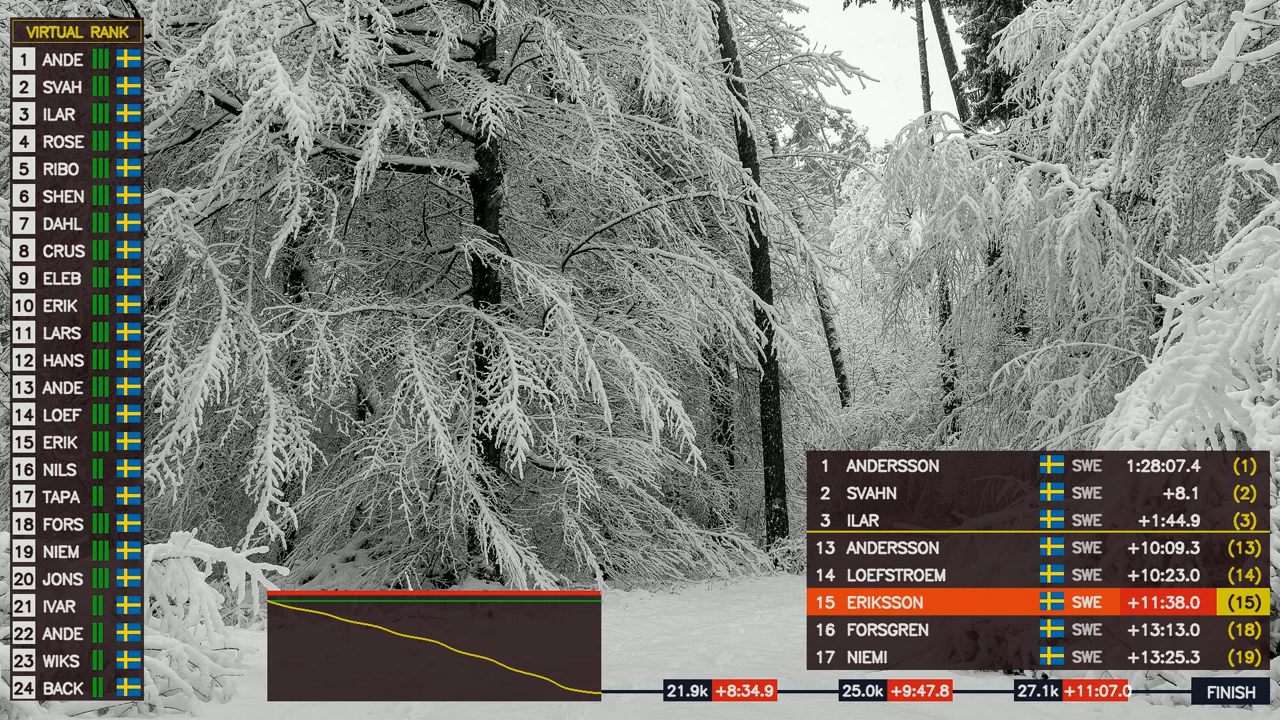 VIRTUAL RANK
1 ANDE
2 SVAH
3 ILAR
4 ROSE
5 RIBO
6 SHEN
7 DAHL
8 CRUS
9 ELEB
10 ERIK
11 LARS
12 HANS
13 ANDE
14 LOEF
15 ERIK
16 NILS
17 TAPA
18 FORS
19 NIEM
20 JONS
21 IVAR
22 ANDE
23 WIKS
24 BACK
1 ANDERSSON SWE 1:28:07.4 (1)
2 SVAHN SWE +8.1 (2)
3 ILAR SWE +1:44.9 (3)
13 ANDERSSON SWE +10:09.3 (13)
14 LOEFSTROEM SWE +10:23.0 (14)
15 ERIKSSON SWE +11:38.0 (15)
16 FORSGREN SWE +13:13.0 (18)
17 NIEMI SWE +13:25.3 (19)
21.9k +8:34.9 25.0k +9:47.8 27.1k +11:07.0 FINISH